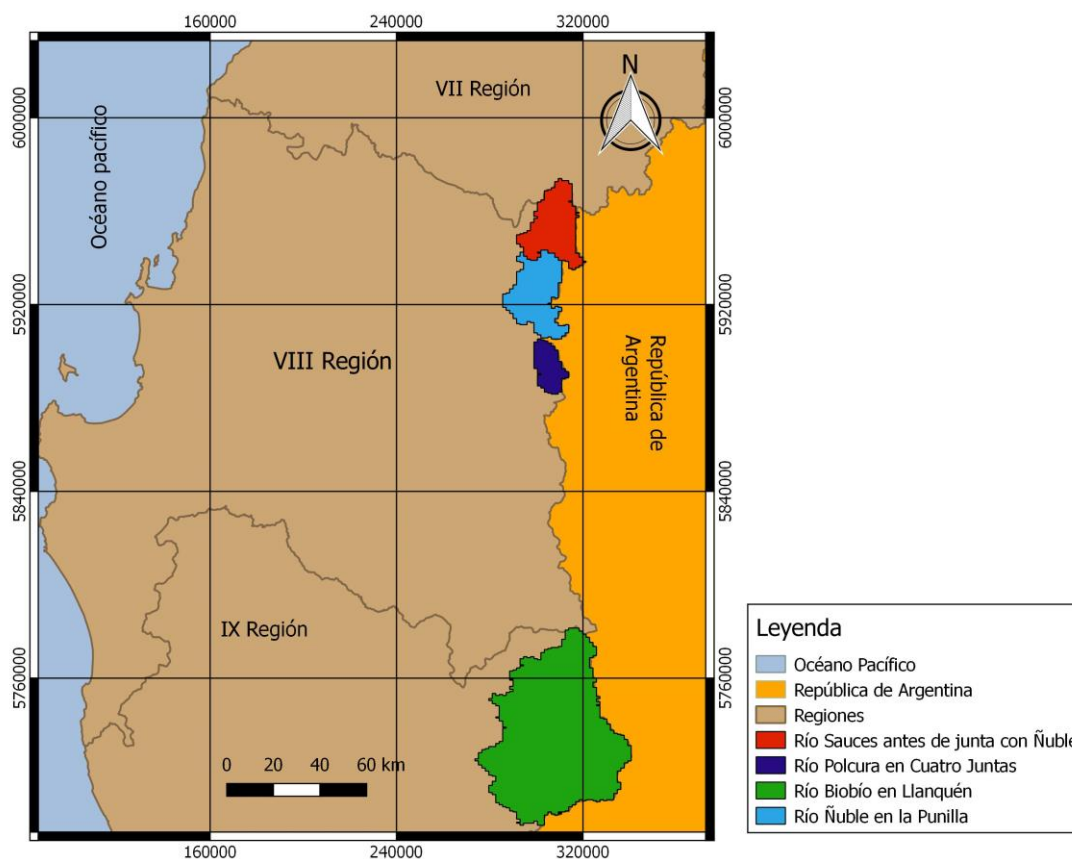 160000
240000
320000
VII Región
N
6000000
6000000
Océano pacífico
5920000
5920000
VIII Región
República de
Argentina
5840000
5840000
IX Región
5760000
5760000
0
20
40
60 km
160000
240000
320000
Leyenda
Océano Pacífico
República de Argentina
Regiones
Río Sauces antes de junta con Ñuble
Río Polcura en Cuatro Juntas
Río Biobío en Llanquén
Río Ñuble en la Punilla